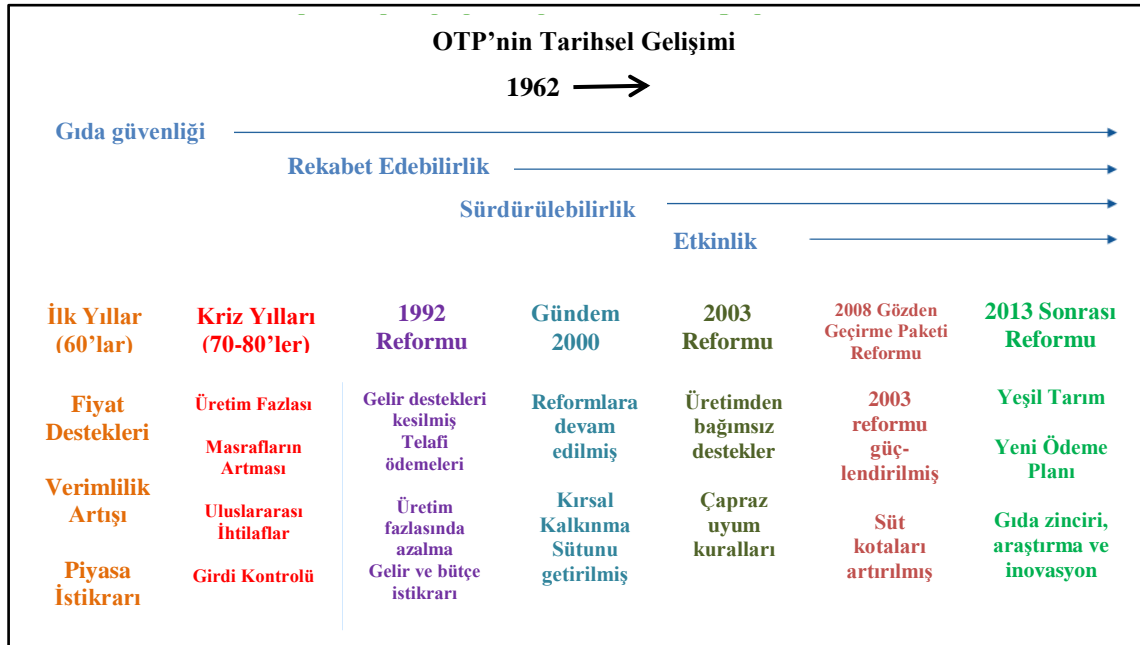 OTP’nin Tarihsel Gelişimi
1962
Gıda güvenliği
Rekabet Edebilirlik
Sürdürülebilirlik
Etkinlik
İlk Yıllar
(60’lar)
Fiyat
Destekleri
Verimlilik
Artışı
Piyasa
İstikrarı
Kriz Yılları
(70-80’ler)
Üretim Fazlası
Masrafların
Artması
Uluslararası
İhtilaflar
Girdi Kontrolü
1992
Reformu
Gelir destekleri
kesilmiş
Telafi
ödemeleri
Üretim
fazlasında
azalma
Gelir ve bütçe
istikrarı
Gündem
2000
Reformlara
devam
edilmiş
Kırsal
Kalkınma
Sütunu
getirilmiş
2003
Reformu
Üretimden
bağımsız
destekler
Çapraz
uyum
kuralları
2008 Gözden
Geçirme Paketi
Reformu
2003
reformu
güç-
lendirilmiş
Süt
kotaları
artırılmış
2013 Sonrası
Reformu
Yeşil Tarım
Yeni Ödeme
Planı
Gıda zinciri,
araştırma ve
inovasyon